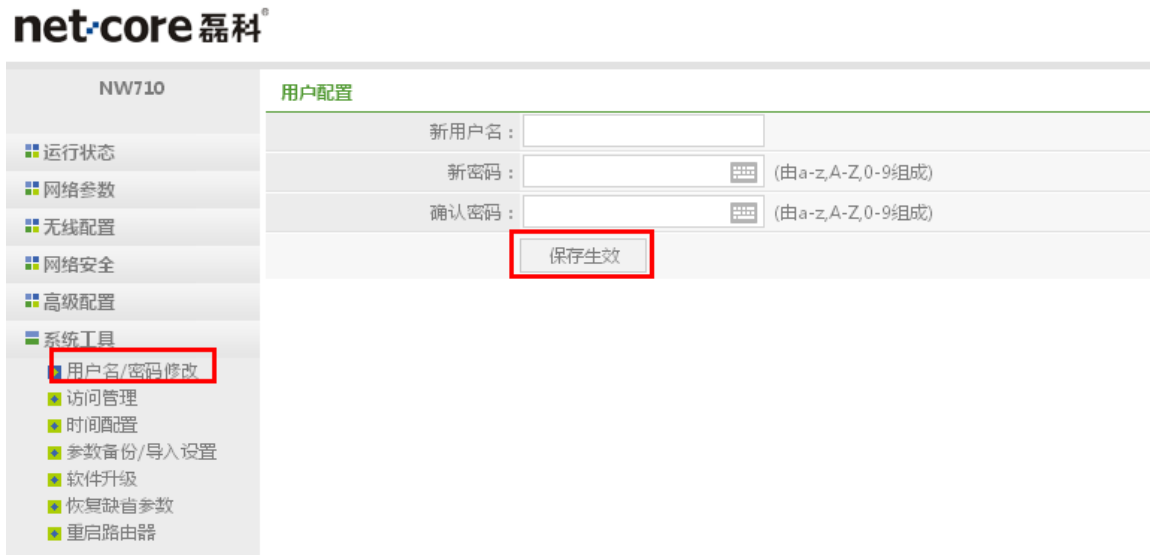 net·core 磊科®
NW710
运行状态
网络参数
无线配置
网络安全
高级配置
系统工具
用户名/密码修改
访问管理
时间配置
参数备份/导入设置
软件升级
恢复缺省参数
重启路由器
用户配置
新用户名：
新密码： (由a-z,A-Z,0-9组成)
确认密码： (由a-z,A-Z,0-9组成)
保存生效